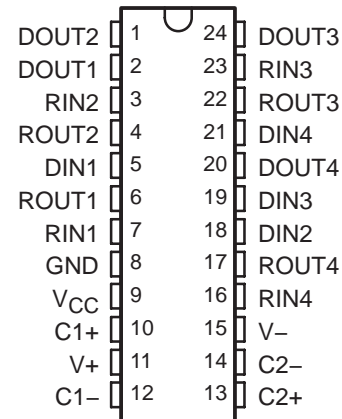 DOUT2 1 24 DOUT3
DOUT1 2 23 RIN3
RIN2 3 22 ROUT3
ROUT2 4 21 DIN4
DIN1 5 20 DOUT4
ROUT1 6 19 DIN3
RIN1 7 18 DIN2
GND 8 17 ROUT4
VCC 9 16 RIN4
C1+ 10 15 V−
V+ 11 14 C2−
C1− 12 13 C2+